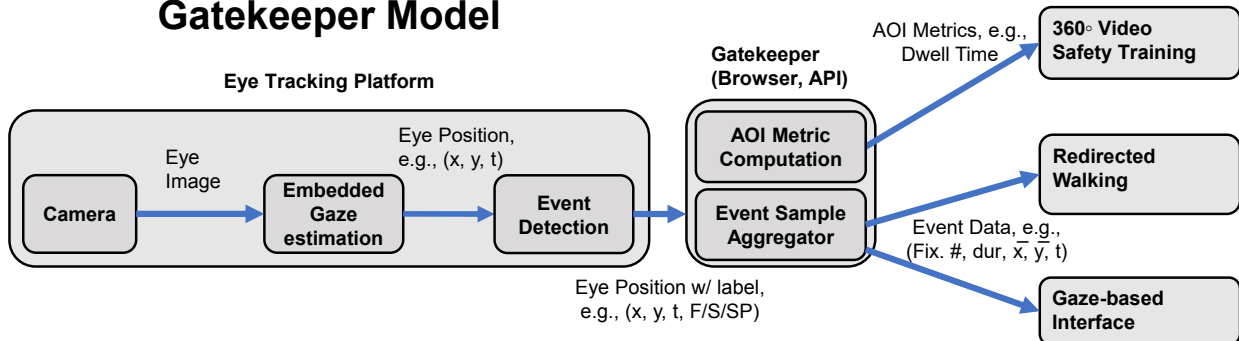 Gatekeeper Model
Eye Tracking Platform
Camera
Eye
Image
Embedded
Gaze
estimation
Eye Position,
e.g., (x, y, t)
Event
Detection
Eye Position w/ label,
e.g., (x, y, t, F/S/SP)
Gatekeeper
(Browser, API)
AOI Metric
Computation
Event Sample
Aggregator
AOI Metrics, e.g.,
Dwell Time
Event Data, e.g.,
(Fix. #, dur, x̅, y̅, t)
360◦ Video
Safety Training
Redirected
Walking
Gaze-based
Interface